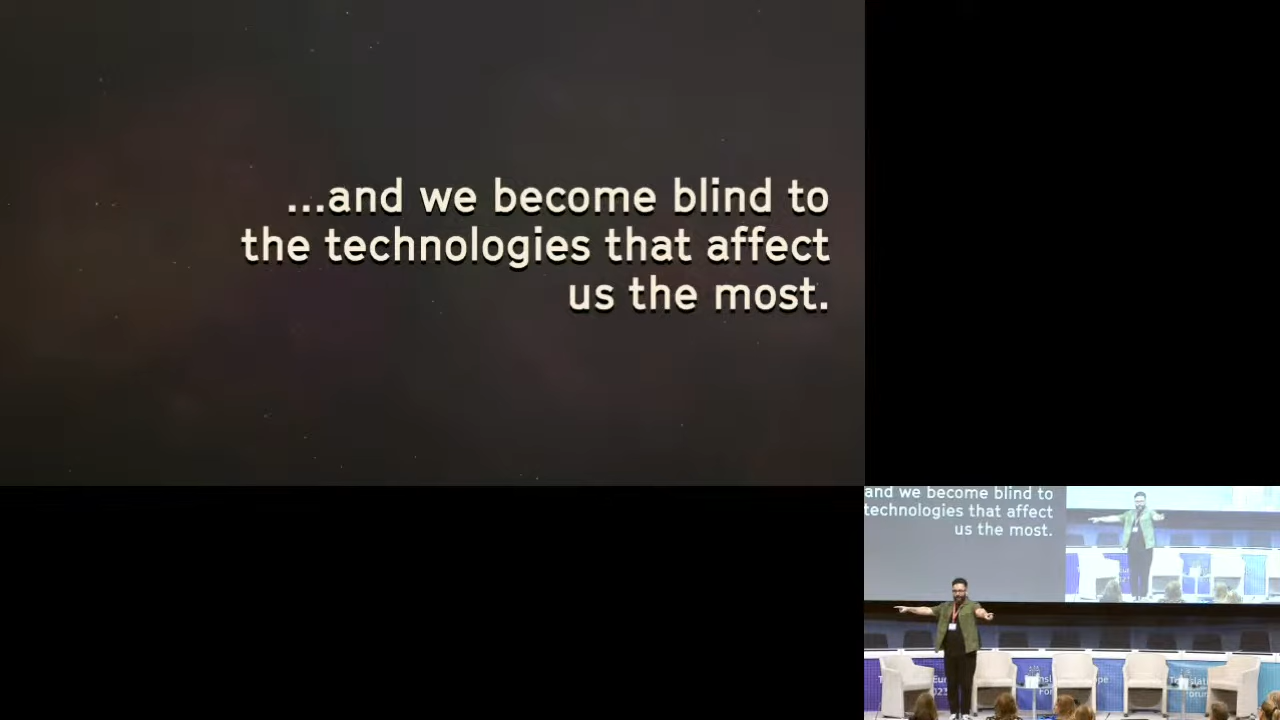 ...and we become blind to
the technologies that affect
us the most.
and we become blind to
technologies that affect
us the most.